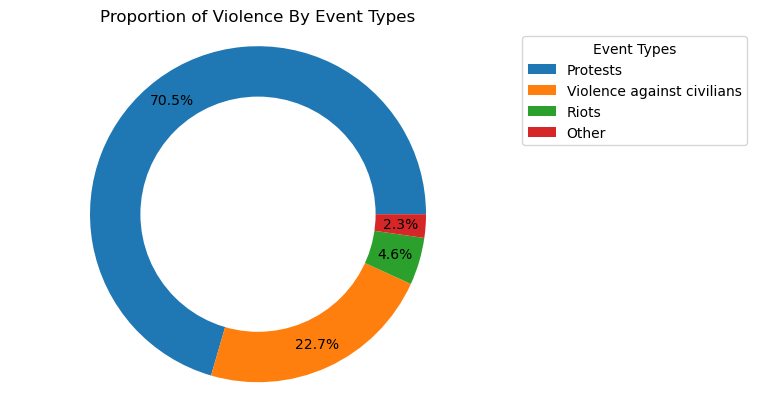 Proportion of Violence By Event Types
Event Types
Protests
Violence against civilians
Riots
Other
70.5%
2.3%
4.6%
22.7%